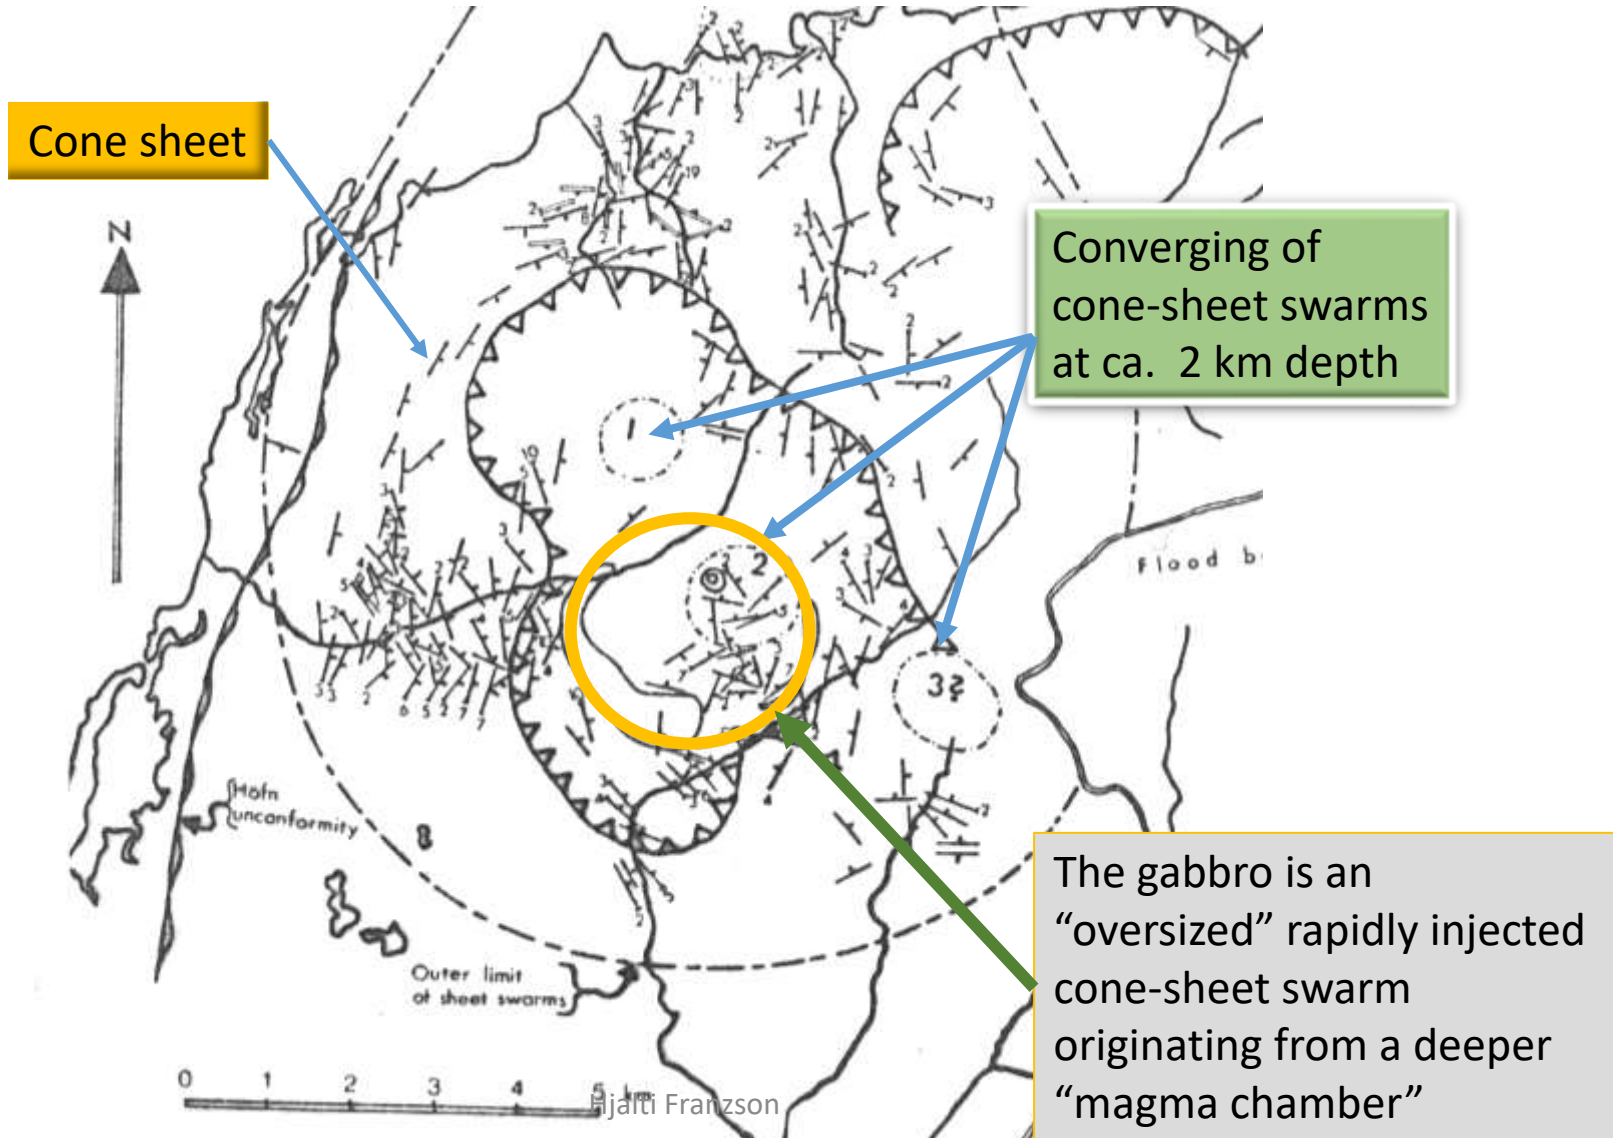 Cone sheet
N
Converging of
cone-sheet swarms
at ca. 2 km depth
1
2
3?
Flood b
Höfn
unconformity
Outer limit
of sheet swarms
0 1 2 3 4 5 km
Hjalti Franzson
The gabbro is an
“oversized” rapidly injected
cone-sheet swarm
originating from a deeper
“magma chamber”